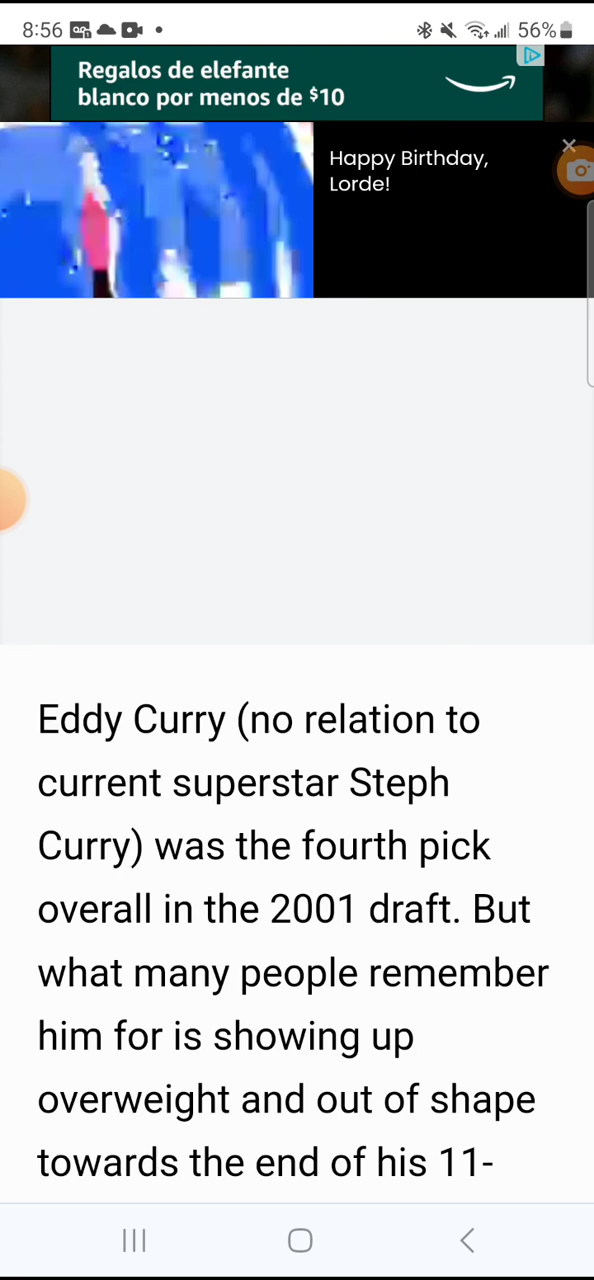 8:56
56%
Regalos de elefante
blanco por menos de $10
Happy Birthday,
Lorde!
Eddy Curry (no relation to
current superstar Steph
Curry) was the fourth pick
overall in the 2001 draft. But
what many people remember
him for is showing up
overweight and out of shape
towards the end of his 11-